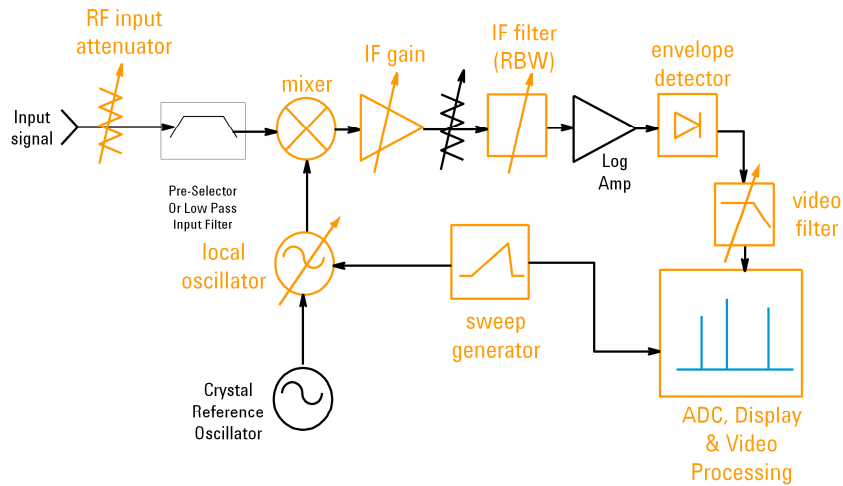 RF input
attenuator
Input
signal
Pre-Selector
Or Low Pass
Input Filter
mixer
IF gain
IF filter
(RBW)
Log
Amp
envelope
detector
video
filter
local
oscillator
sweep
generator
Crystal
Reference
Oscillator
ADC, Display
& Video
Processing